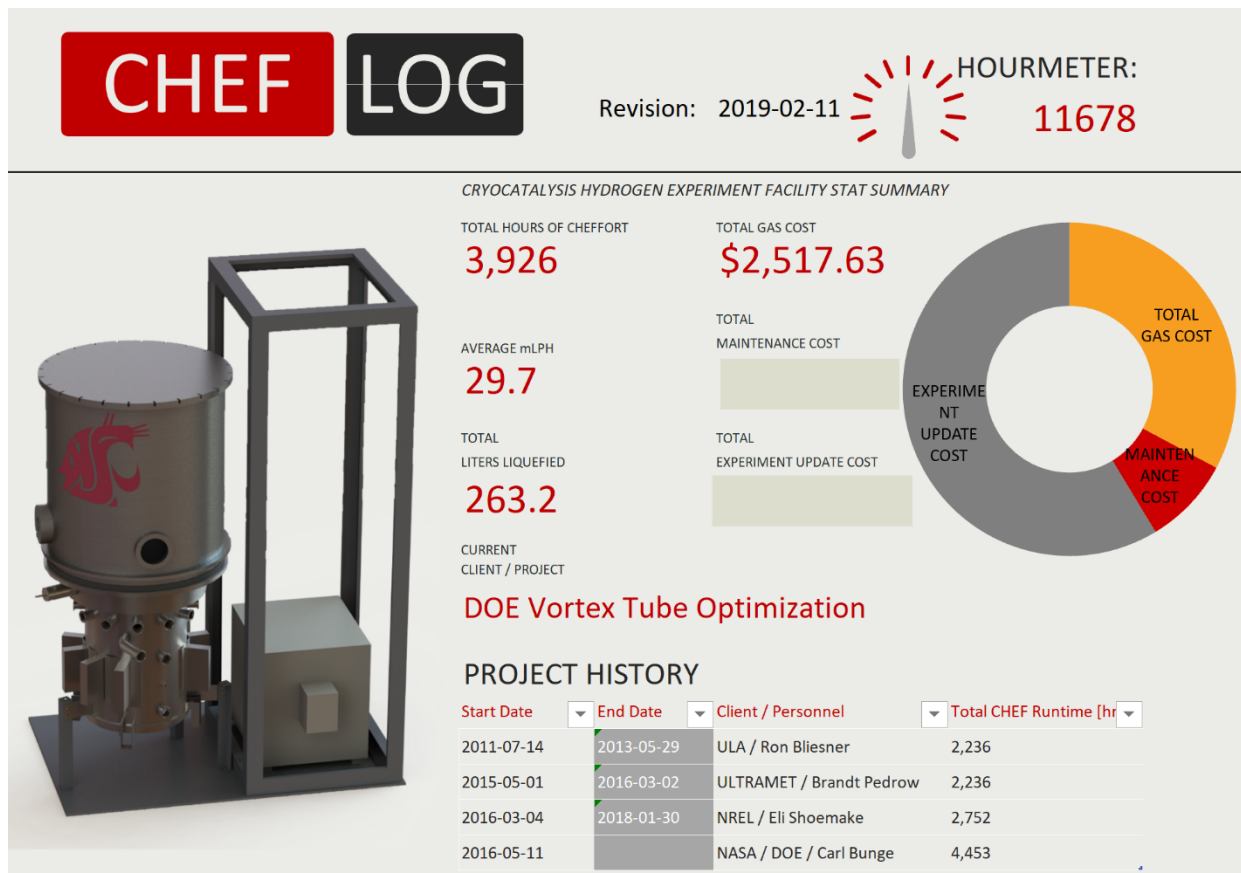 CHEF LOG
Revision: 2019-02-11
HOURMETER:
11678
CRYOCATALYSIS HYDROGEN EXPERIMENT FACILITY STAT SUMMARY
TOTAL HOURS OF CHEFFORT
3,926
TOTAL GAS COST
$2,517.63
AVERAGE mLPH
29.7
TOTAL
MAINTENANCE COST
TOTAL
LITERS LIQUEFIED
263.2
TOTAL
EXPERIMENT UPDATE COST
TOTAL
GAS COST
MAINTEN
ANCE
COST
EXPERIME
NT
UPDATE
COST
CURRENT
CLIENT / PROJECT
DOE Vortex Tube Optimization
PROJECT HISTORY
Start Date End Date Client / Personnel Total CHEF Runtime [hr
2011-07-14 2013-05-29 ULA / Ron Bliesner 2,236
2015-05-01 2016-03-02 ULTRAMET / Brandt Pedrow 2,236
2016-03-04 2018-01-30 NREL / Eli Shoemake 2,752
2016-05-11 NASA / DOE / Carl Bunge 4,453